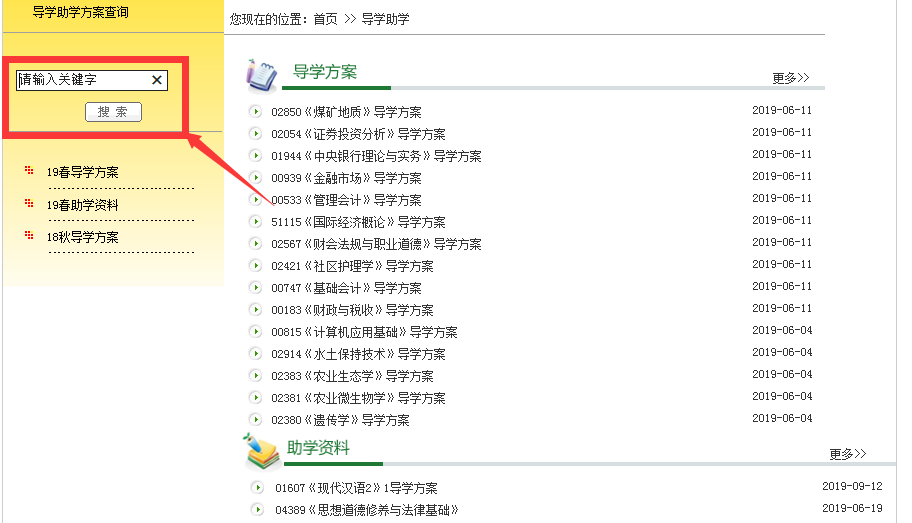 导学助学方案查询
您现在的位置：首页 >> 导学助学
请输入关键字
搜 索
19春导学方案
19春助学资料
18秋导学方案
导学方案
更多>>
02850《煤矿地质》导学方案 2019-06-11
02054《证券投资分析》导学方案 2019-06-11
01944《中央银行理论与实务》导学方案 2019-06-11
00939《金融市场》导学方案 2019-06-11
00533《管理会计》导学方案 2019-06-11
51115《国际经济概论》导学方案 2019-06-11
02567《财会法规与职业道德》导学方案 2019-06-11
02421《社区护理学》导学方案 2019-06-11
00747《基础会计》导学方案 2019-06-11
00183《财政与税收》导学方案 2019-06-11
00815《计算机应用基础》导学方案 2019-06-04
02914《水土保持技术》导学方案 2019-06-04
02383《农业生态学》导学方案 2019-06-04
02381《农业微生物学》导学方案 2019-06-04
02380《遗传学》导学方案 2019-06-04
助学资料
更多>>
01607《现代汉语2》1导学方案 2019-09-12
04389《思想道德修养与法律基础》 2019-06-19